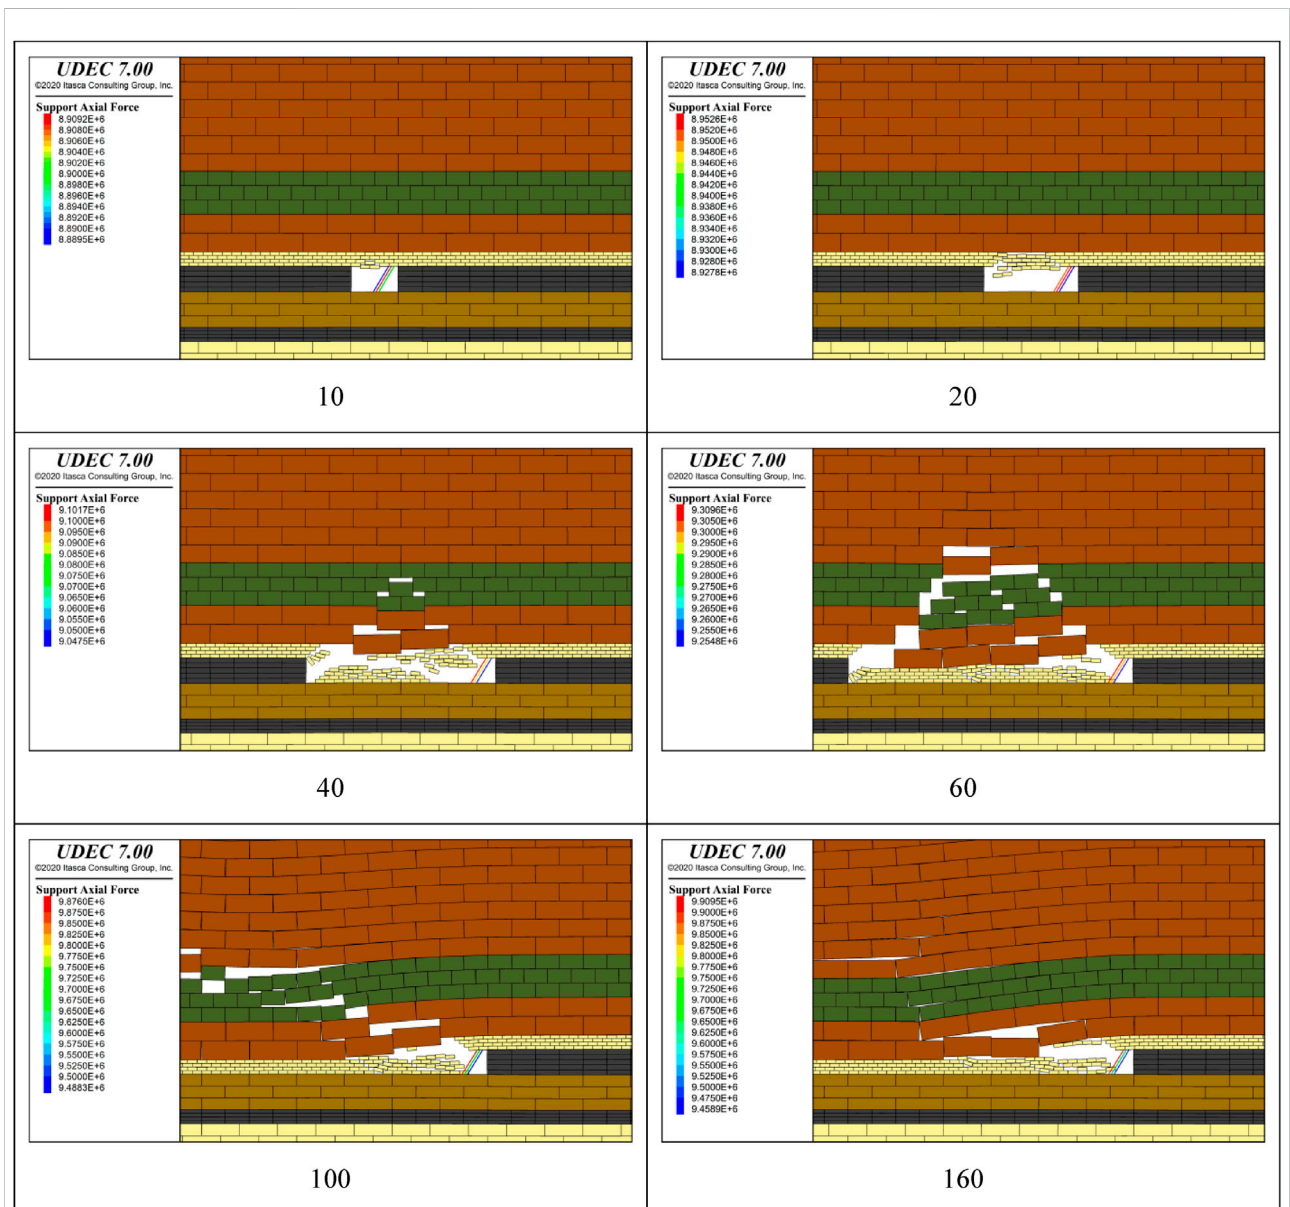 UDEC 7.00
©2020 Itasca Consulting Group, Inc.
Support Axial Force
8.9092E+6
8.9080E+6
8.9060E+6
8.9040E+6
8.9020E+6
8.9000E+6
8.8980E+6
8.8960E+6
8.8940E+6
8.8920E+6
8.8900E+6
8.8895E+6
10
UDEC 7.00
©2020 Itasca Consulting Group, Inc.
Support Axial Force
8.9526E+6
8.9520E+6
8.9500E+6
8.9480E+6
8.9460E+6
8.9440E+6
8.9420E+6
8.9400E+6
8.9380E+6
8.9360E+6
8.9340E+6
8.9320E+6
8.9300E+6
8.9280E+6
8.9278E+6
20
UDEC 7.00
©2020 Itasca Consulting Group, Inc.
Support Axial Force
9.1017E+6
9.1000E+6
9.0950E+6
9.0900E+6
9.0850E+6
9.0800E+6
9.0750E+6
9.0700E+6
9.0650E+6
9.0600E+6
9.0550E+6
9.0500E+6
9.0475E+6
40
UDEC 7.00
©2020 Itasca Consulting Group, Inc.
Support Axial Force
9.3096E+6
9.3050E+6
9.3000E+6
9.2950E+6
9.2900E+6
9.2850E+6
9.2800E+6
9.2750E+6
9.2700E+6
9.2650E+6
9.2600E+6
9.2550E+6
9.2548E+6
60
UDEC 7.00
©2020 Itasca Consulting Group, Inc.
Support Axial Force
9.8760E+6
9.8750E+6
9.8500E+6
9.8250E+6
9.8000E+6
9.7750E+6
9.7500E+6
9.7250E+6
9.7000E+6
9.6750E+6
9.6500E+6
9.6250E+6
9.6000E+6
9.5750E+6
9.5500E+6
9.5250E+6
9.5000E+6
9.4883E+6
100
UDEC 7.00
©2020 Itasca Consulting Group, Inc.
Support Axial Force
9.9095E+6
9.9000E+6
9.8750E+6
9.8500E+6
9.8250E+6
9.8000E+6
9.7750E+6
9.7500E+6
9.7250E+6
9.7000E+6
9.6750E+6
9.6500E+6
9.6250E+6
9.6000E+6
9.5750E+6
9.5500E+6
9.5250E+6
9.5000E+6
9.4750E+6
9.4589E+6
160